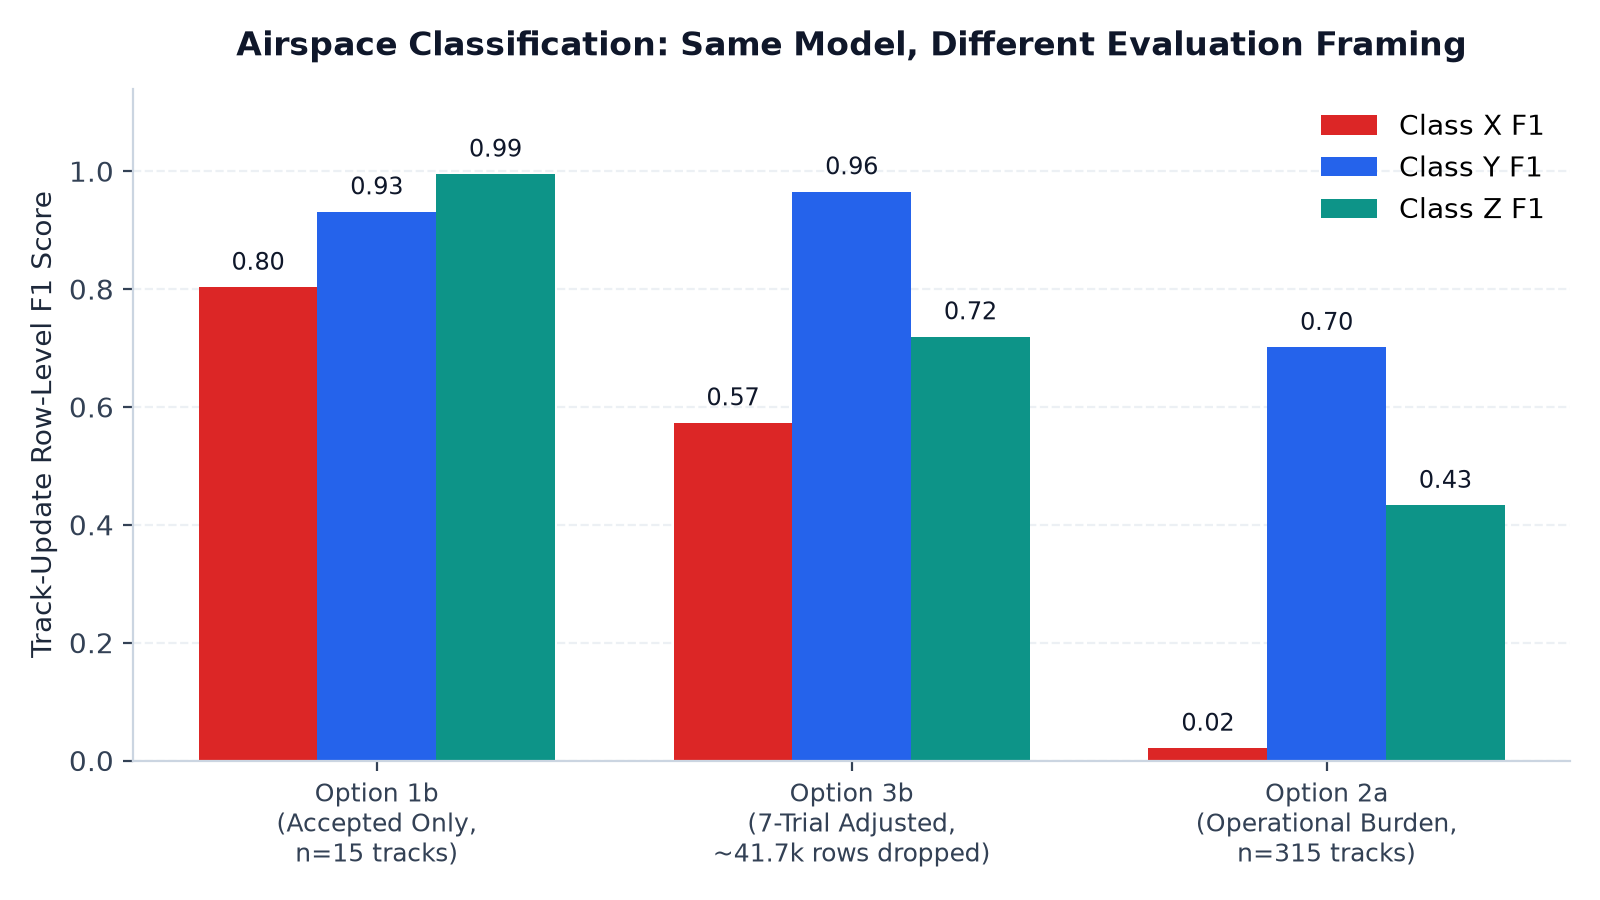 Airspace Classification: Same Model, Different Evaluation Framing
Class X F1
Class Y F1
Class Z F1
Track-Update Row-Level F1 Score
1.0
0.8
0.6
0.4
0.2
0.0
0.80
0.93
0.99
0.57
0.96
0.72
0.02
0.70
0.43
Option 1b
(Accepted Only,
n=15 tracks)
Option 3b
(7-Trial Adjusted,
~41.7k rows dropped)
Option 2a
(Operational Burden,
n=315 tracks)